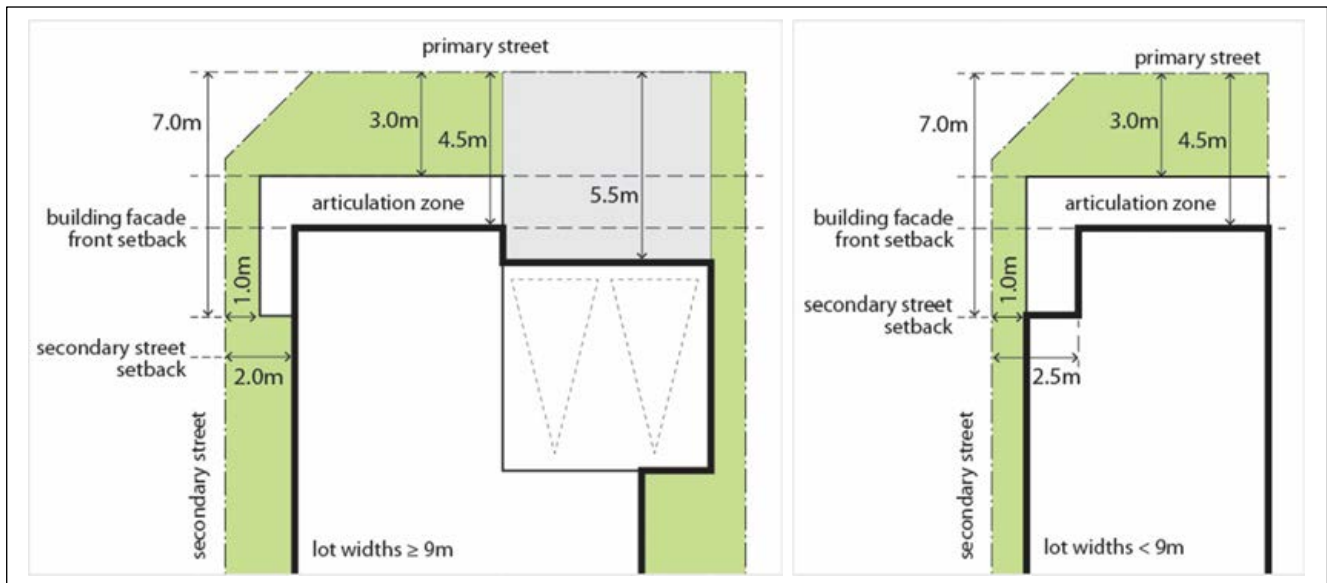 primary street
7.0m
3.0m
4.5m
5.5m
articulation zone
building facade
front setback
1.0m
secondary street
setback
2.0m
secondary street
lot widths ≥ 9m
primary street
7.0m
3.0m
4.5m
articulation zone
building facade
front setback
1.0m
secondary street
setback
2.5m
secondary street
lot widths < 9m